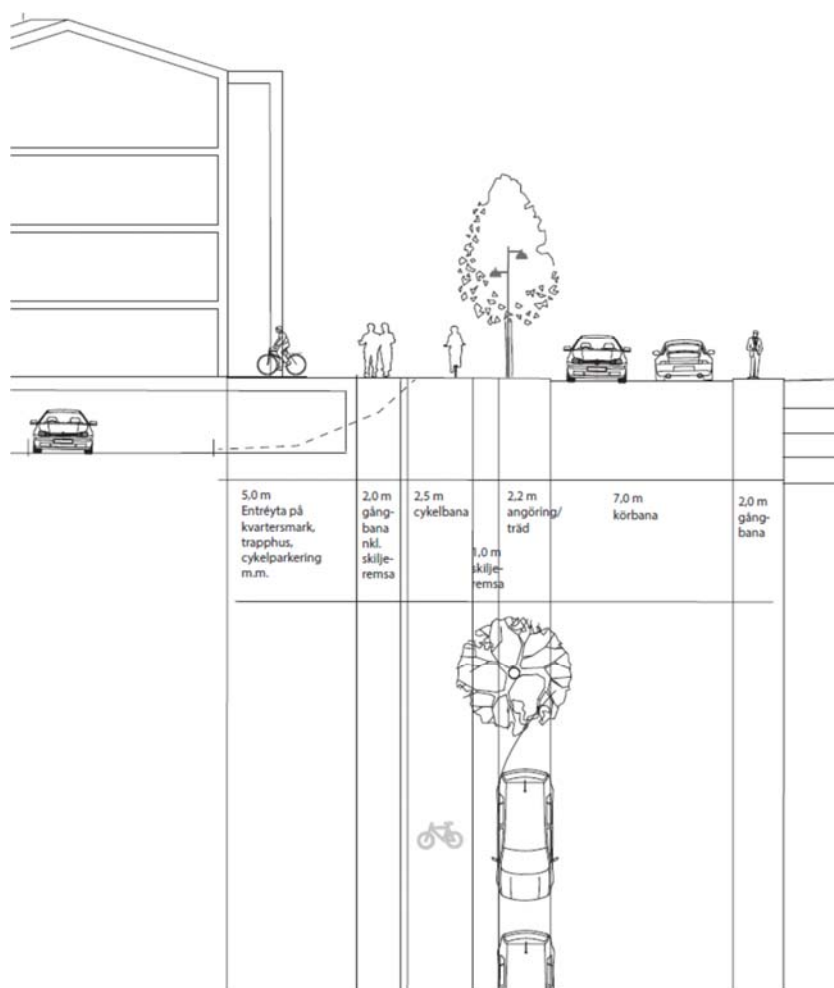 5,0 m
Entréyta på
kvartersmark,
trapphus,
cykelparkering
m.m.
2,0 m
gång-
bana
nkl.
skilje-
remsa
2,5 m
cykelbana
1,0 m
skilje-
remsa
2,2 m
angöring/
träd
7,0 m
körbana
2,0 m
gång-
bana